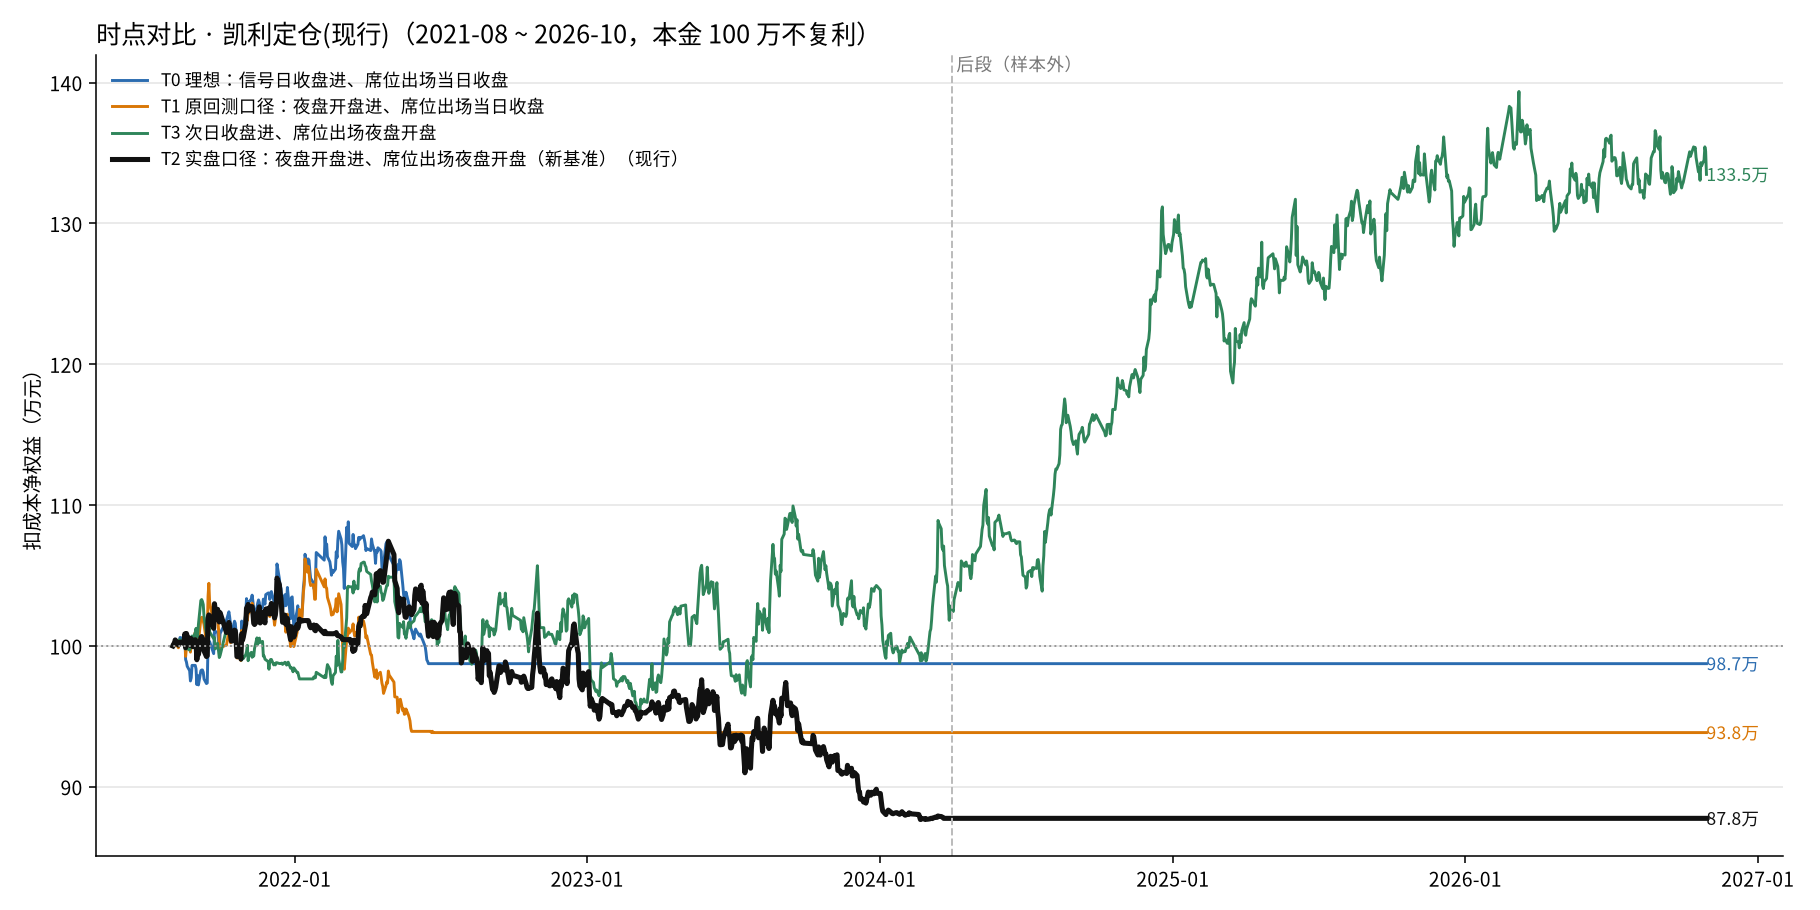 时点对比 · 凯利定仓(现行)（2021-08 ~ 2026-10，本金 100 万不复利）
T0 理想：信号日收盘进、席位出场当日收盘
T1 原回测口径：夜盘开盘进、席位出场当日收盘
T3 次日收盘进、席位出场夜盘开盘
T2 实盘口径：夜盘开盘进、席位出场夜盘开盘（新基准）（现行）
后段（样本外）
扣成本净权益（万元）
140
130
120
110
100
90
133.5万
98.7万
93.8万
87.8万
2022-01
2023-01
2024-01
2025-01
2026-01
2027-01